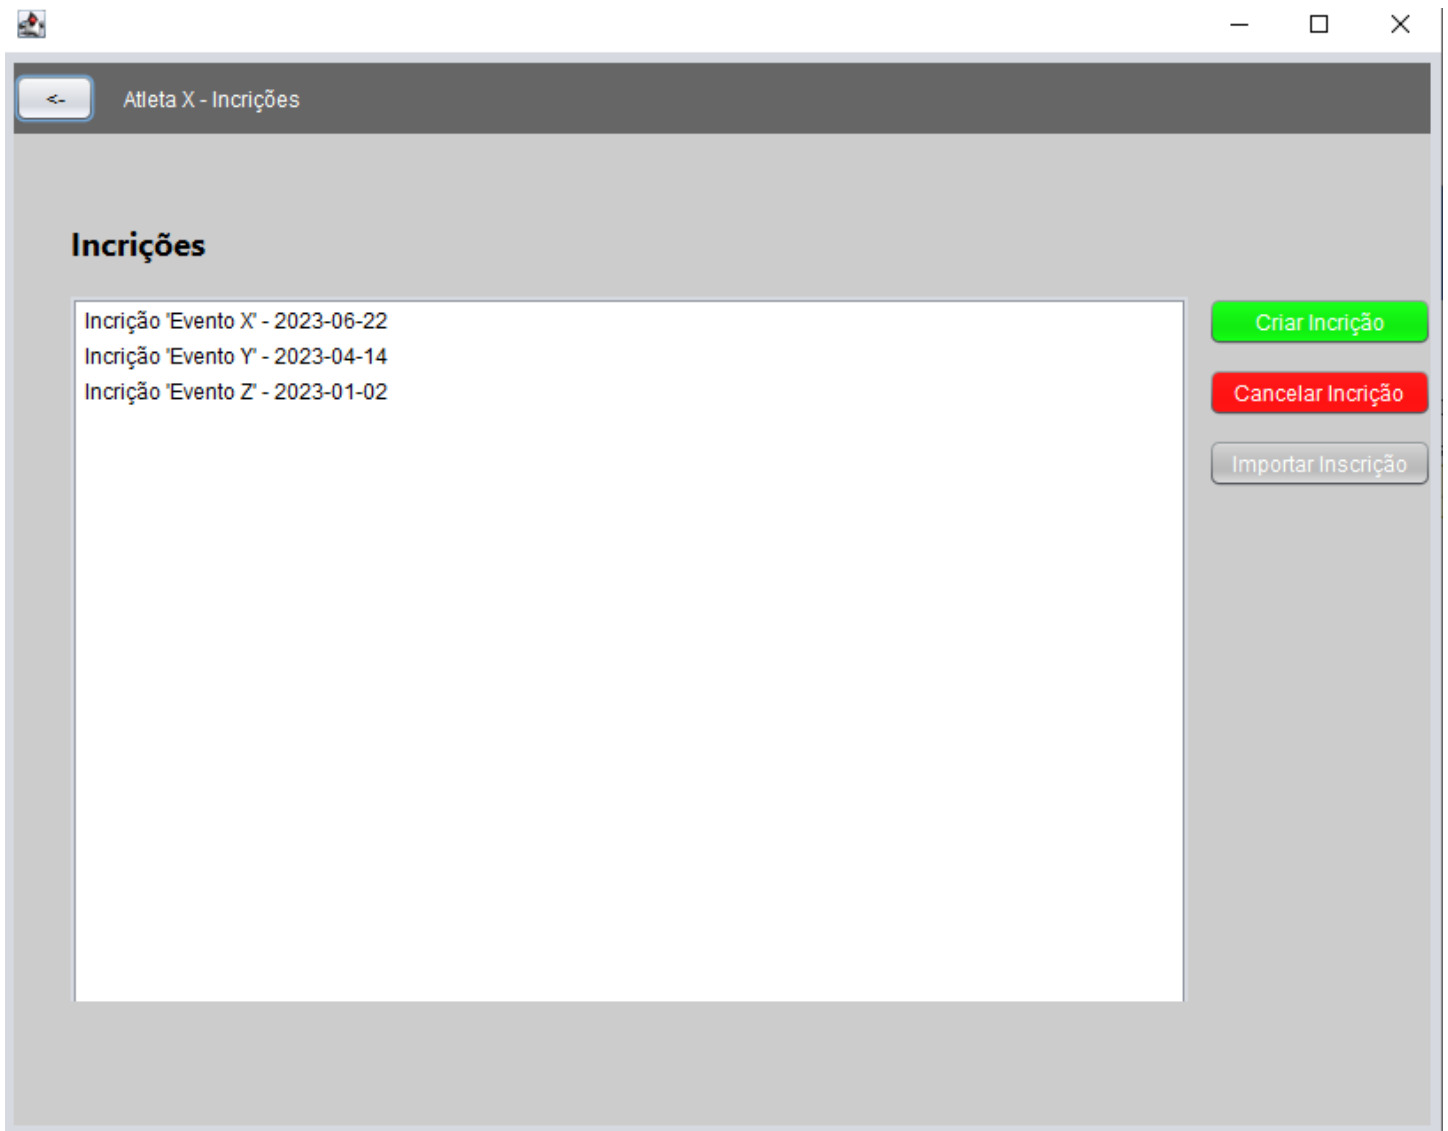 <-
Atleta X - Incrições
Incrições
Incrição 'Evento X' - 2023-06-22
Incrição 'Evento Y' - 2023-04-14
Incrição 'Evento Z' - 2023-01-02
Criar Incrição
Cancelar Incrição
Importar Inscrição